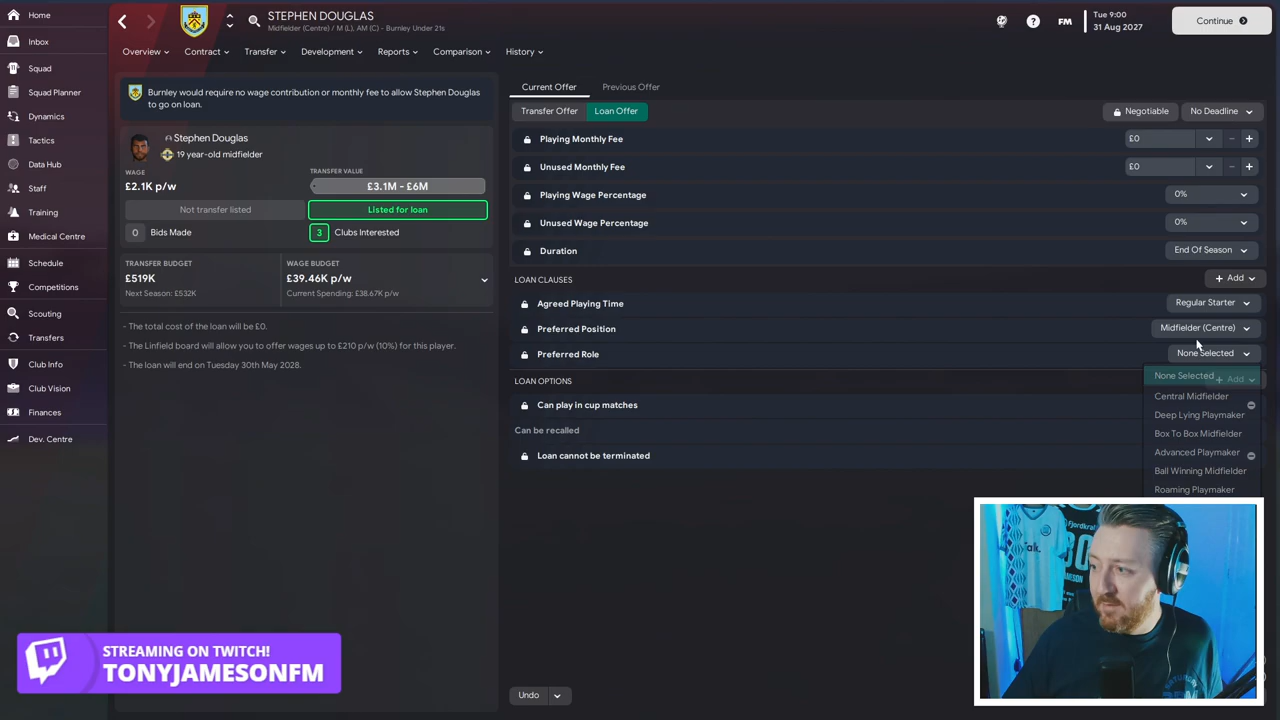 Home
Inbox
Squad
Squad Planner
Dynamics
Tactics
Data Hub
Staff
Training
Medical Centre
Schedule
Competitions
Scouting
Transfers
Club Info
Club Vision
Finances
Dev. Centre
STEPHEN DOUGLAS
Midfielder (Centre) / M (L), AM (C) - Burnley Under 21s
FM
Tue 9:00
31 Aug 2027
Continue
Overview
Contract
Transfer
Development
Reports
Comparison
History
Burnley would require no wage contribution or monthly fee to allow Stephen Douglas
to go on loan.
Stephen Douglas
19 year-old midfielder
WAGE
£2.1K p/w
TRANSFER VALUE
£3.1M - £6M
Not transfer listed
Listed for loan
0 Bids Made
3 Clubs Interested
TRANSFER BUDGET
£519K
Next Season: £532K
WAGE BUDGET
£39.46K p/w
Current Spending: £38.67K p/w
- The total cost of the loan will be £0.
- The Linfield board will allow you to offer wages up to £210 p/w (10%) for this player.
- The loan will end on Tuesday 30th May 2028.
Current Offer
Previous Offer
Transfer Offer
Loan Offer
Negotiable
No Deadline
Playing Monthly Fee
£0
Unused Monthly Fee
£0
Playing Wage Percentage
0%
Unused Wage Percentage
0%
Duration
End Of Season
LOAN CLAUSES
+ Add
Agreed Playing Time
Regular Starter
Preferred Position
Midfielder (Centre)
Preferred Role
None Selected
LOAN OPTIONS
+ Add
Can play in cup matches
Can be recalled
Loan cannot be terminated
None Selected
Central Midfielder
Deep Lying Playmaker
Box To Box Midfielder
Advanced Playmaker
Ball Winning Midfielder
Roaming Playmaker
Undo
STREAMING ON TWITCH!
TONYJAMESONFM